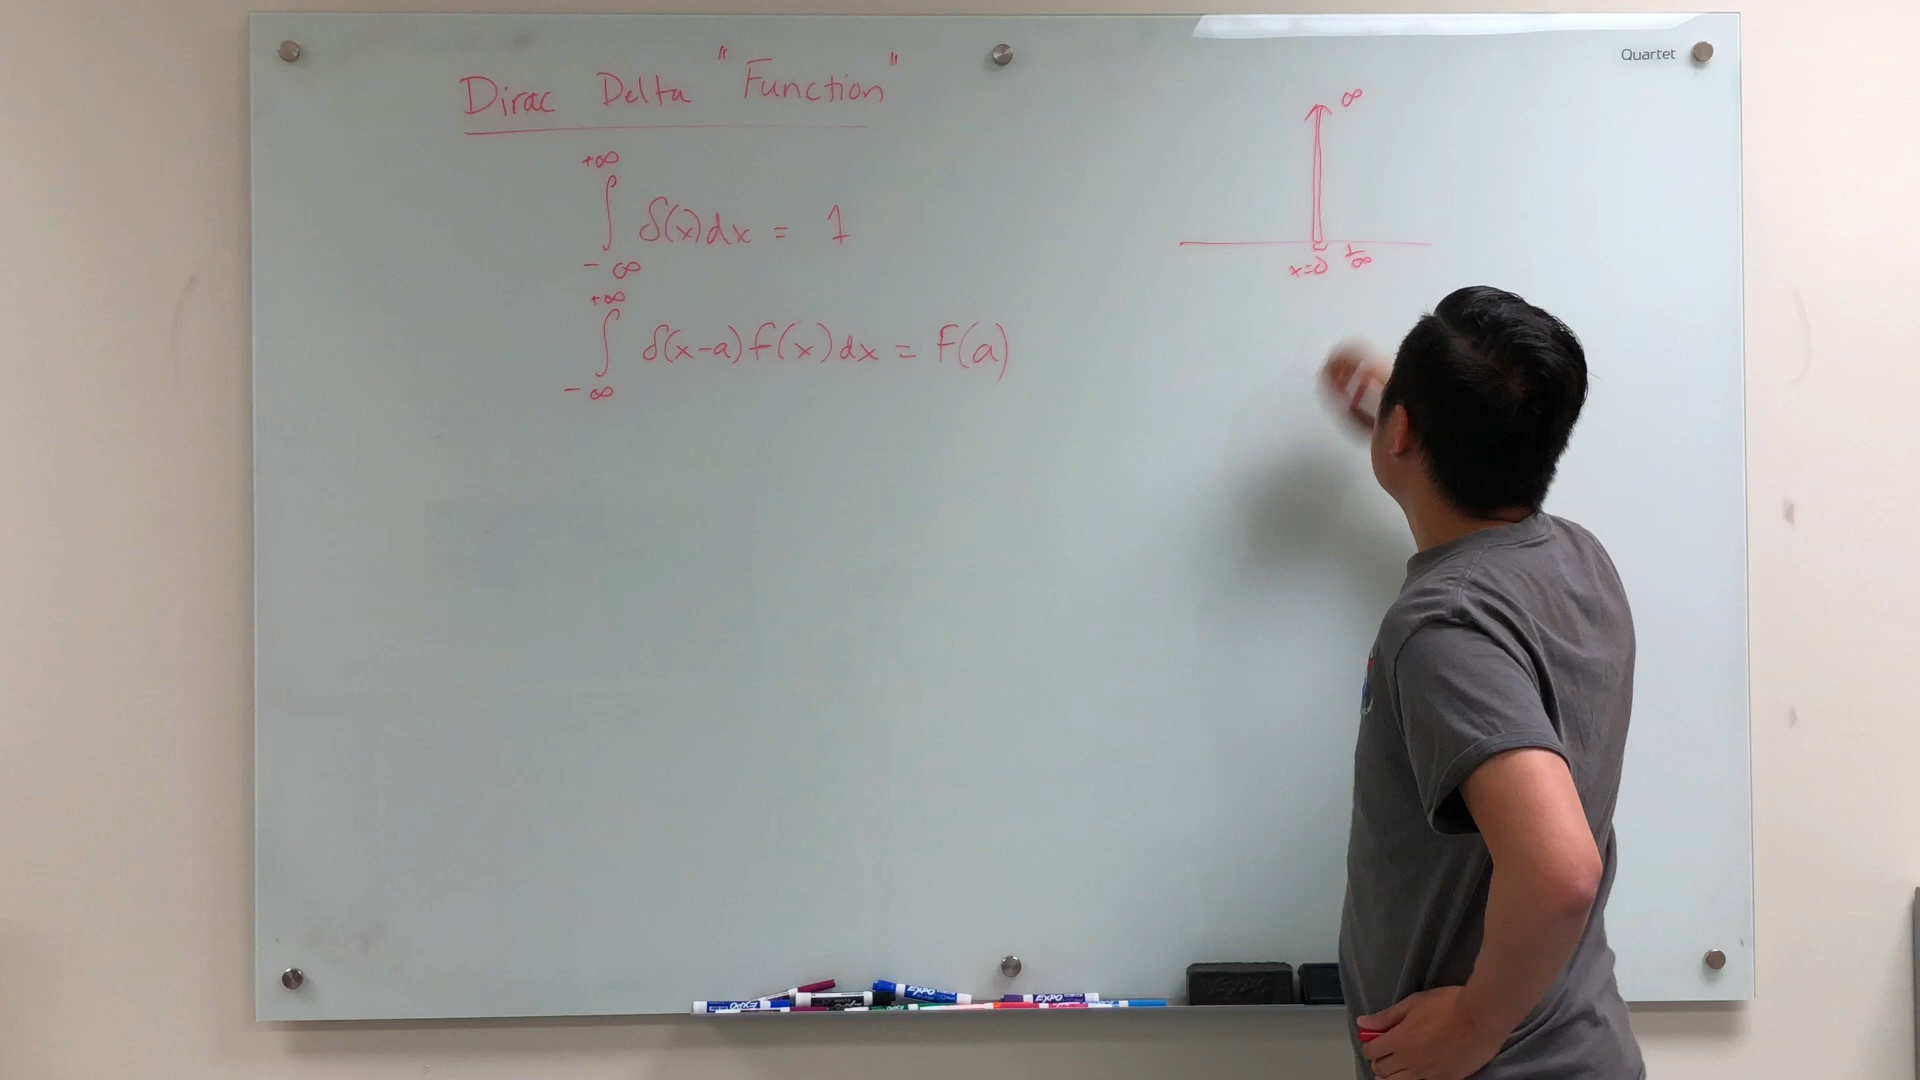 Dirac Delta "Function"
+∞
∫ δ(x)dx = 1
-∞
+∞
∫ δ(x-a)f(x)dx = f(a)
-∞
∞
x=0 1/∞
Quartet
EXPO
EXPO
EXPO